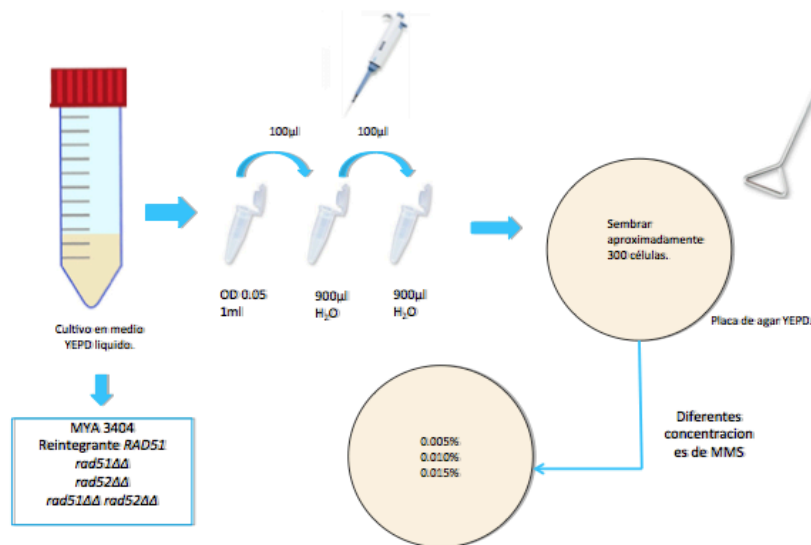 100µl
100µl
OD 0.05
1ml
900µl
H₂O
900µl
H₂O
Cultivo en medio
YEPD líquido.
MYA 3404
Reintegrante RAD51
rad51ΔΔ
rad52ΔΔ
rad51ΔΔ rad52ΔΔ
Sembrar
aproximadamente
300 células.
Placa de agar YEPD.
Diferentes
concentracion
es de MMS
0.005%
0.010%
0.015%